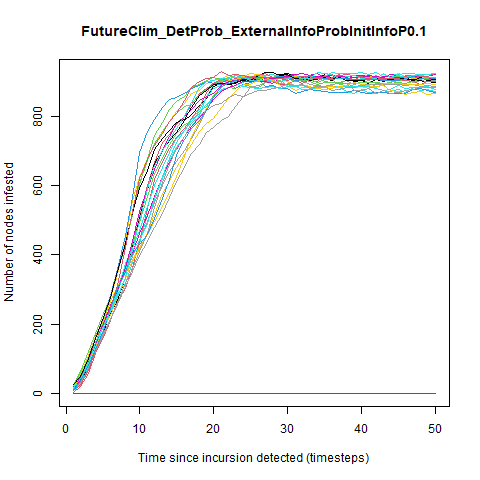 FutureClim_DetProb_ExternalInfoProbInitInfoP0.1
Number of nodes infested
800
600
400
200
0
0 10 20 30 40 50
Time since incursion detected (timesteps)